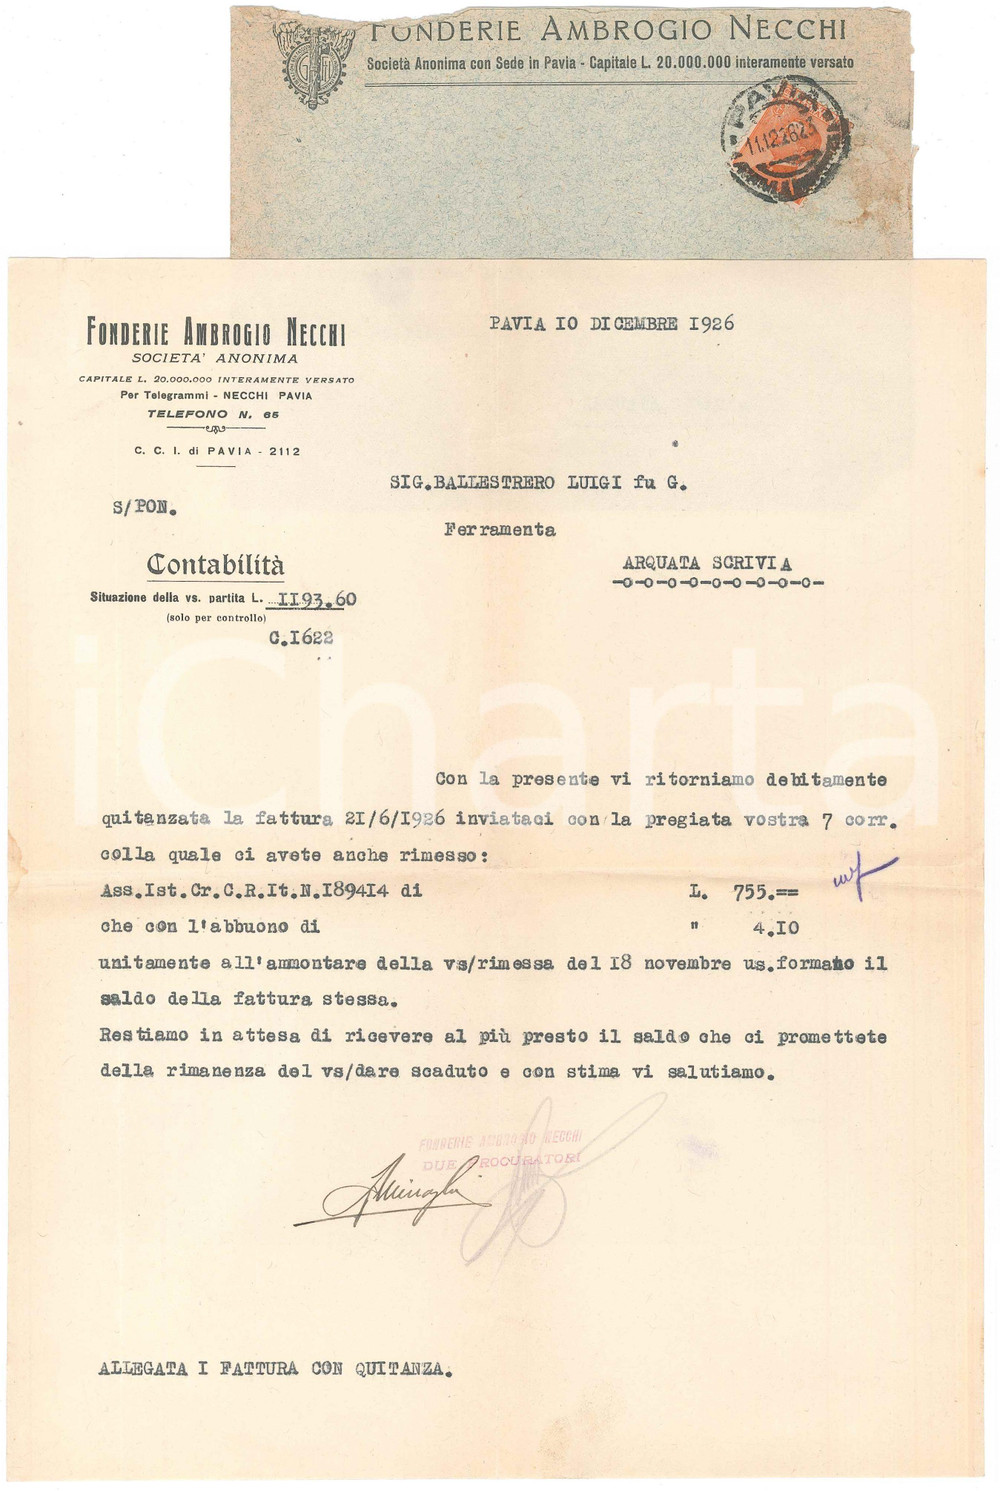 FONDERIE AMBROGIO NECCHI
Società Anonima con Sede in Pavia - Capitale L. 20.000.000 interamente versato
PAVIA
11.12.26 23
FONDERIE AMBROGIO NECCHI
SOCIETA' ANONIMA
CAPITALE L. 20.000.000 INTERAMENTE VERSATO
Per Telegrammi - NECCHI PAVIA
TELEFONO N. 65
C. C. I. di PAVIA - 2112
PAVIA IO DICEMBRE I926
SIG.BALLESTRERO LUIGI fu G.
Ferramenta
ARQUATA SCRIVIA
-o-o-o-o-o-o-o-o-o-
S/PON.
Contabilità
Situazione della vs. partita L. II93.60
(solo per controllo)
C.I622
iCharta
Con la presente vi ritorniamo debitamente
quitanzata la fattura 2I/6/I926 inviataci con la pregiata vostra 7 corr.
colla quale ci avete anche rimesso:
Ass.Ist.Cr.C.R.It.N.I894I4 di L. 755.==
che con l'abbuono di " 4.IO
unitamente all'ammontare della vs/rimessa del I8 novembre us.formano il
saldo della fattura stessa.
Restiamo in attesa di ricevere al più presto il saldo che ci promettete
della rimanenza del vs/dare scaduto e con stima vi salutiamo.
FONDERIE AMBROGIO NECCHI
DUE PROCURATORI
ALLEGATA I FATTURA CON QUITANZA.